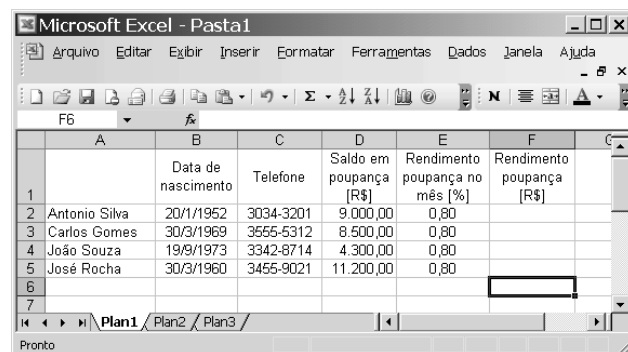 Microsoft Excel - Pasta1
Arquivo Editar Exibir Inserir Formatar Ferramentas Dados Janela Ajuda
N
F6 fx
A B C D E F G
1 Data de nascimento Telefone Saldo em poupança [R$] Rendimento poupança no mês [%] Rendimento poupança [R$]
2 Antonio Silva 20/1/1952 3034-3201 9.000,00 0,80
3 Carlos Gomes 30/3/1969 3555-5312 8.500,00 0,80
4 João Souza 19/9/1973 3342-8714 4.300,00 0,80
5 José Rocha 30/3/1960 3455-9021 11.200,00 0,80
6
7
Plan1 Plan2 Plan3
Pronto